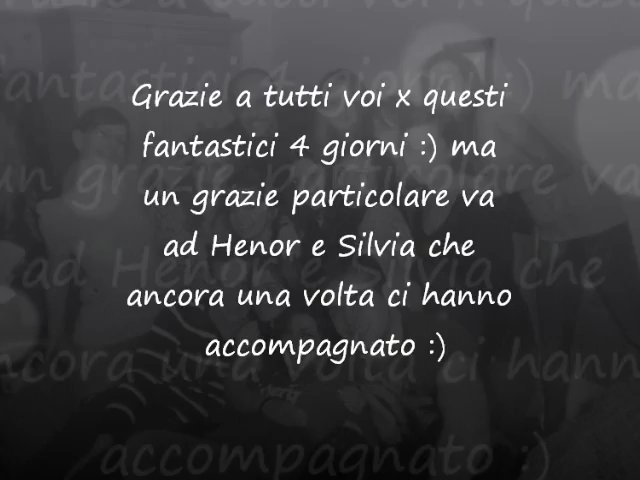 Grazie a tutti voi x questi
fantastici 4 giorni :) ma
un grazie particolare va
ad Henor e Silvia che
ancora una volta ci hanno
accompagnato :)